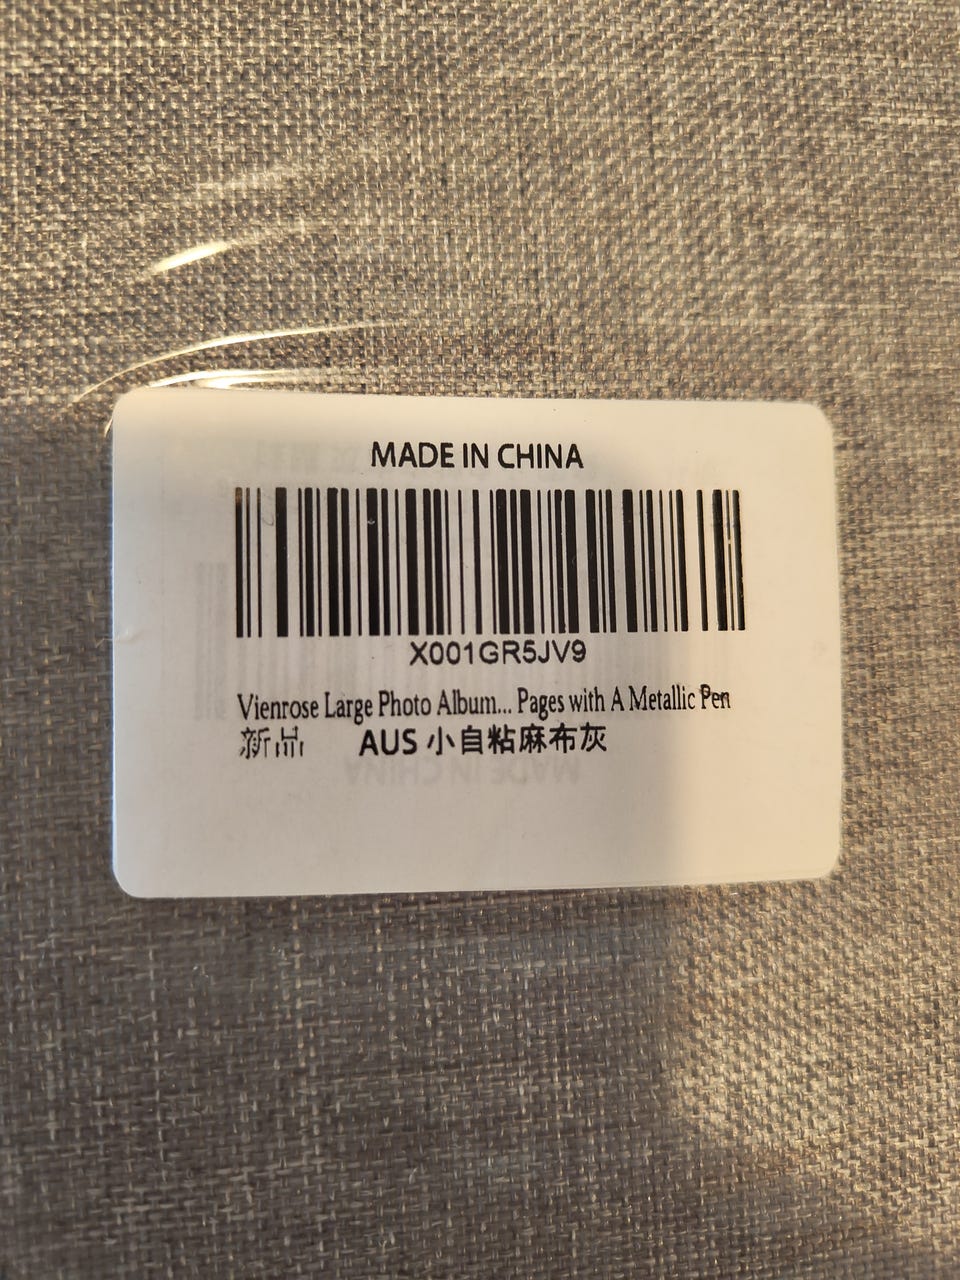 MADE IN CHINA
X001GR5JV9
Vienrose Large Photo Album... Pages with A Metallic Pen
新品 AUS 小自粘麻布灰